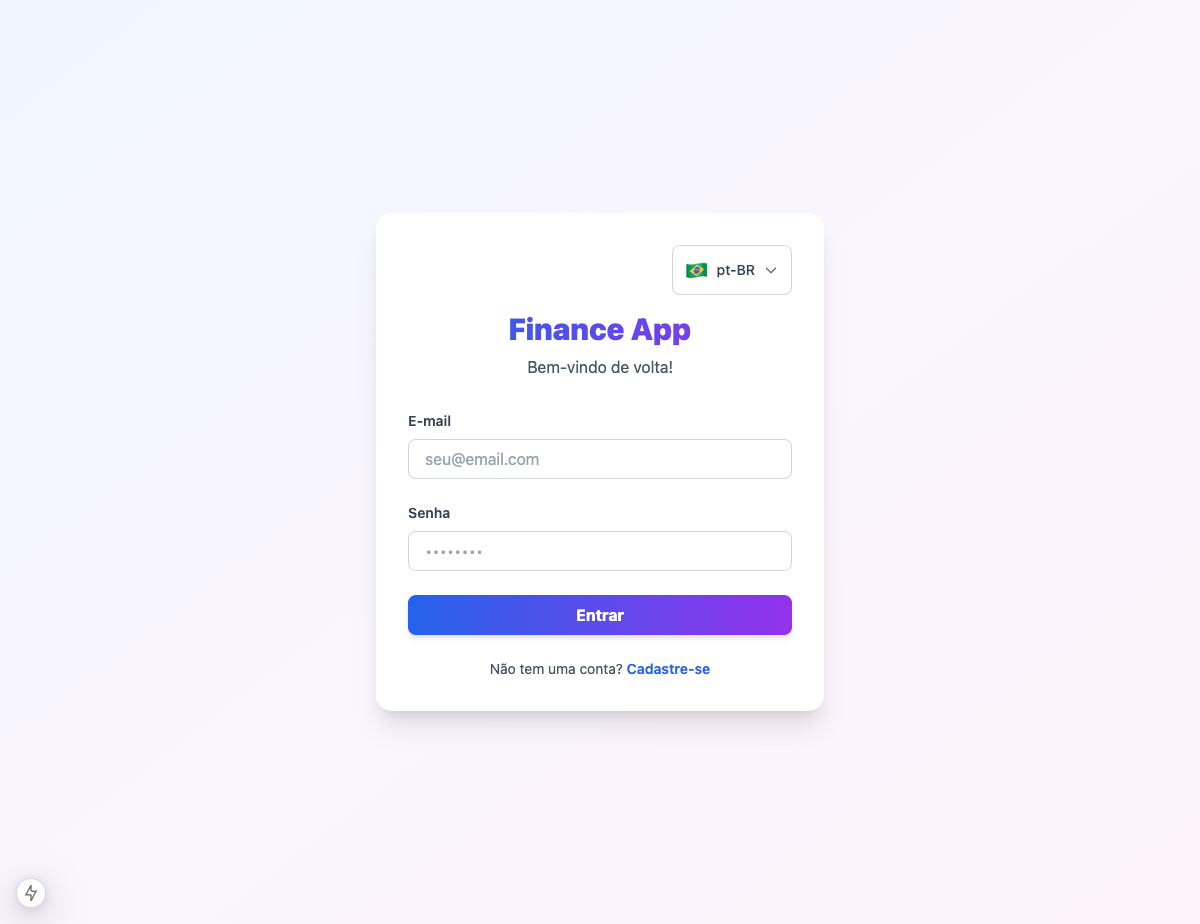 pt-BR
Finance App
Bem-vindo de volta!
E-mail
seu@email.com
Senha
••••••••
Entrar
Não tem uma conta? Cadastre-se